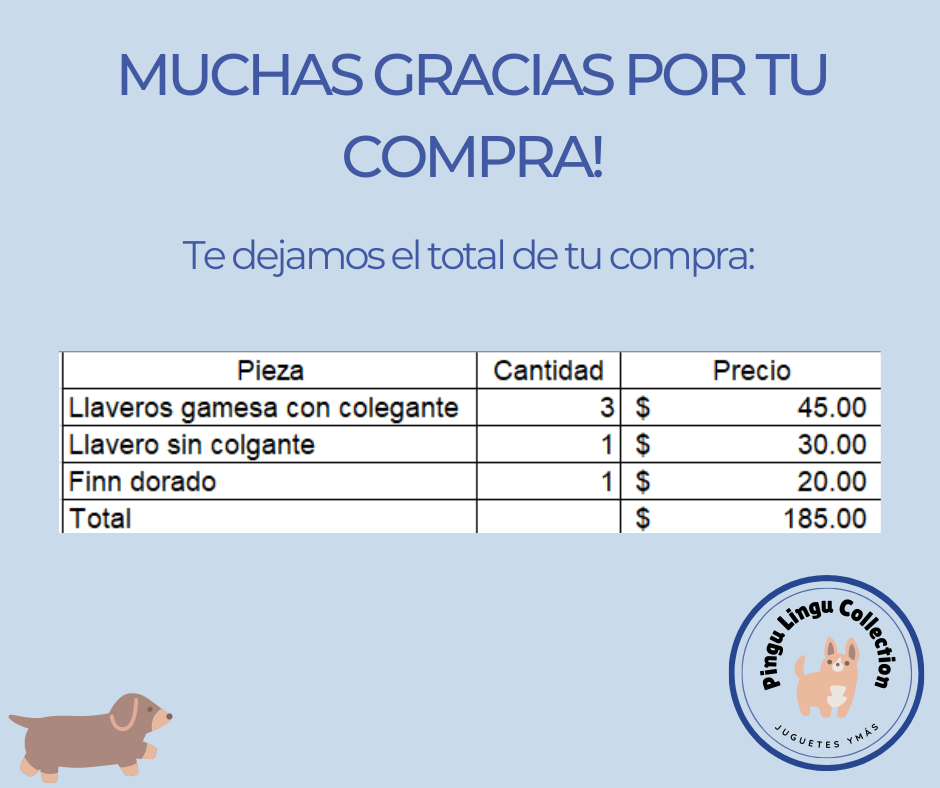 MUCHAS GRACIAS POR TU
COMPRA!
Te dejamos el total de tu compra:
Pieza Cantidad Precio
Llaveros gamesa con colegante 3 $ 45.00
Llavero sin colgante 1 $ 30.00
Finn dorado 1 $ 20.00
Total $ 185.00
Pingu Lingu Collection
JUGUETES YMÁS